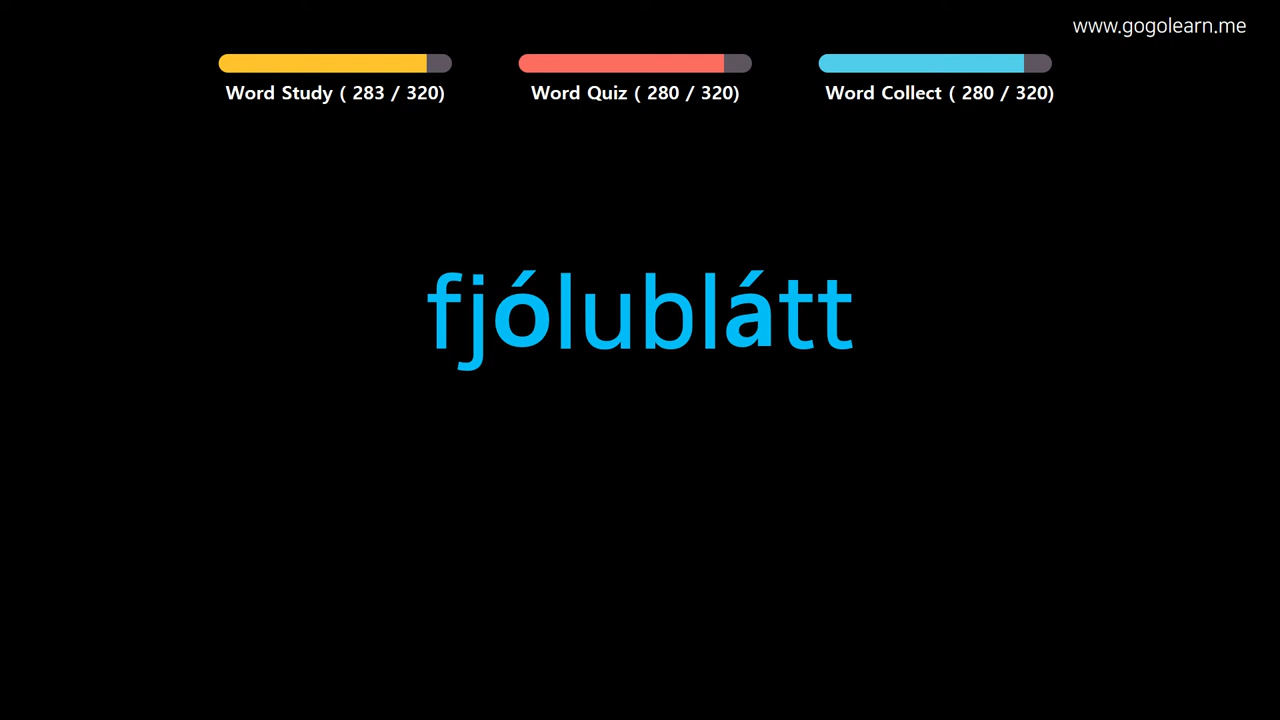 www.gogolearn.me
Word Study ( 283 / 320)
Word Quiz ( 280 / 320)
Word Collect ( 280 / 320)
fjólublátt